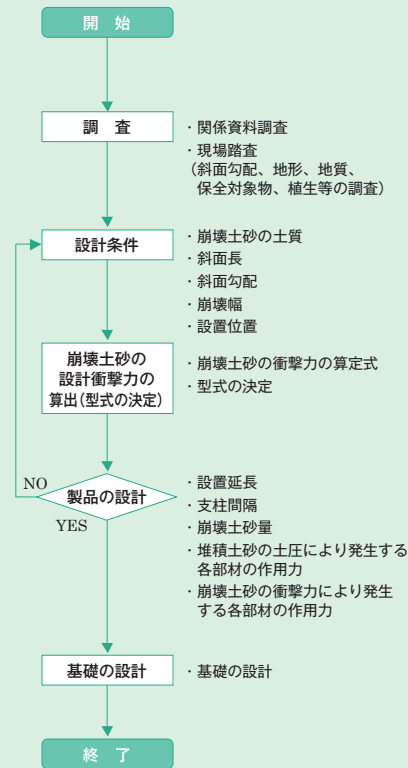 開 始
調 査
・関係資料調査
・現場踏査
（斜面勾配、地形、地質、
保全対象物、植生等の調査）
設計条件
・崩壊土砂の土質
・斜面長
・斜面勾配
・崩壊幅
・設置位置
崩壊土砂の
設計衝撃力の
算出（型式の決定）
・崩壊土砂の衝撃力の算定式
・型式の決定
NO
製品の設計
YES
・設置延長
・支柱間隔
・崩壊土砂量
・堆積土砂の土圧により発生する
各部材の作用力
・崩壊土砂の衝撃力により発生
する各部材の作用力
基礎の設計
・基礎の設計
終 了